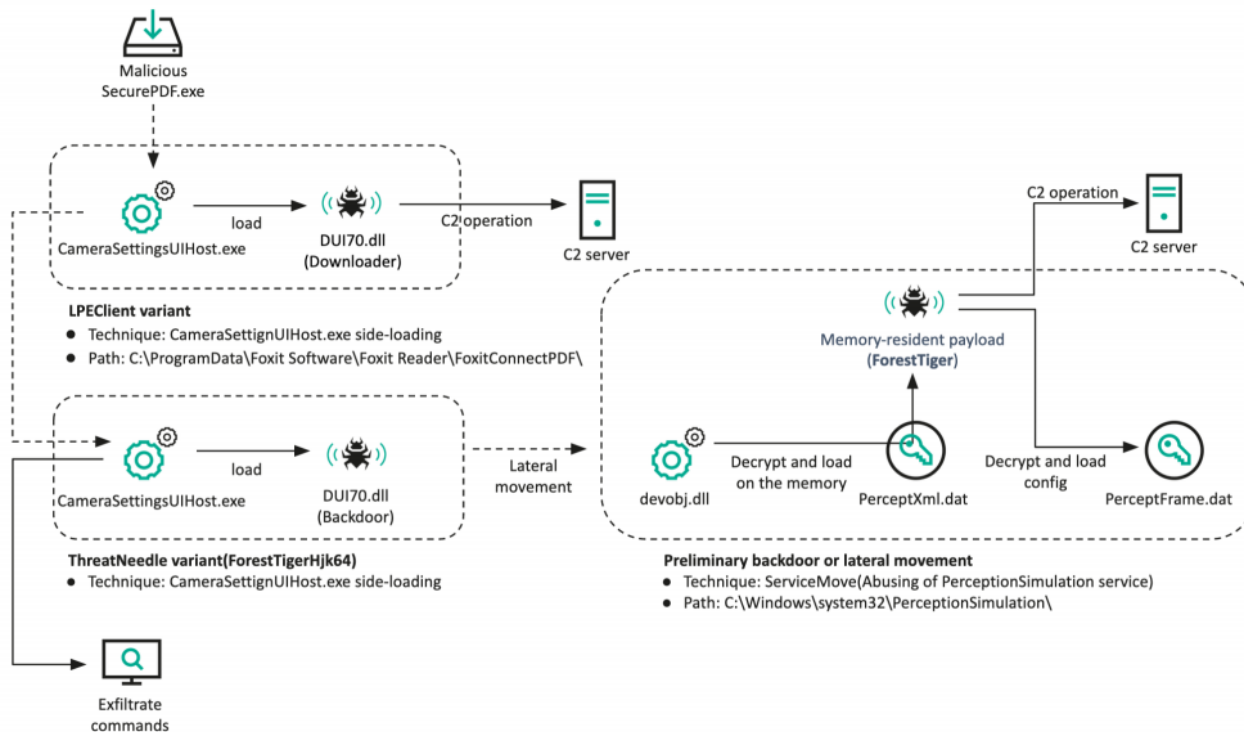 Malicious
SecurePDF.exe
CameraSettingsUIHost.exe
load
DUI70.dll
(Downloader)
C2 operation
C2 server
LPEClient variant
● Technique: CameraSettignUIHost.exe side-loading
● Path: C:\ProgramData\Foxit Software\Foxit Reader\FoxitConnectPDF\
CameraSettingsUIHost.exe
load
DUI70.dll
(Backdoor)
ThreatNeedle variant(ForestTigerHjk64)
● Technique: CameraSettignUIHost.exe side-loading
Exfiltrate
commands
Lateral
movement
C2 operation
C2 server
Memory-resident payload
(ForestTiger)
devobj.dll
Decrypt and load
on the memory
PerceptXml.dat
Decrypt and load
config
PerceptFrame.dat
Preliminary backdoor or lateral movement
● Technique: ServiceMove(Abusing of PerceptionSimulation service)
● Path: C:\Windows\system32\PerceptionSimulation\